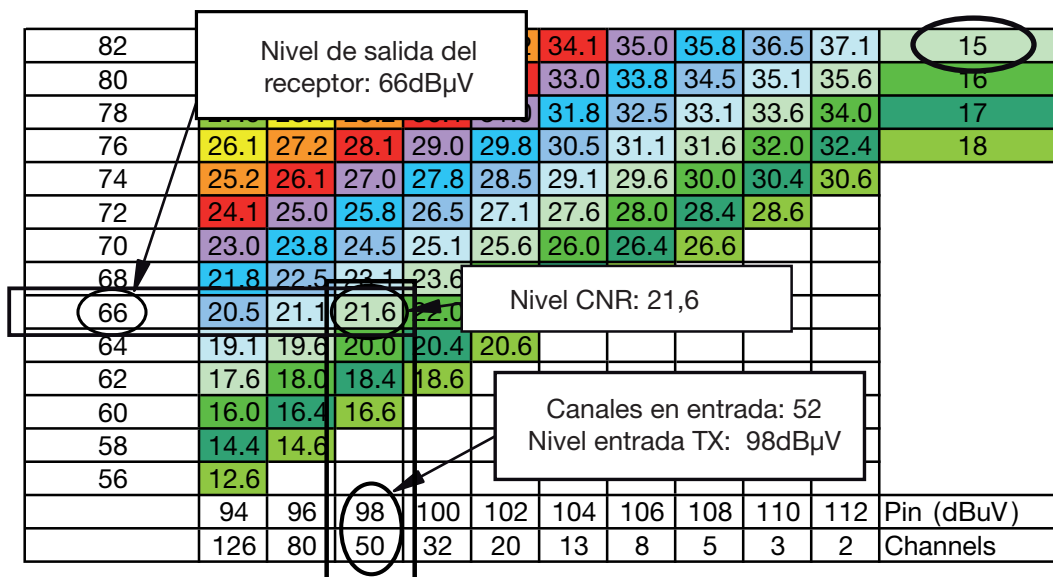 Nivel de salida del
receptor: 66dBµV
82 34.1 35.0 35.8 36.5 37.1 15
80 33.0 33.8 34.5 35.1 35.6 16
78 31.8 32.5 33.1 33.6 34.0 17
76 26.1 27.2 28.1 29.0 29.8 30.5 31.1 31.6 32.0 32.4 18
74 25.2 26.1 27.0 27.8 28.5 29.1 29.6 30.0 30.4 30.6
72 24.1 25.0 25.8 26.5 27.1 27.6 28.0 28.4 28.6
70 23.0 23.8 24.5 25.1 25.6 26.0 26.4 26.6
68 21.8 22.5 23.1 23.6
66 20.5 21.1 21.6 22.0
Nivel CNR: 21,6
64 19.1 19.6 20.0 20.4 20.6
62 17.6 18.0 18.4 18.6
60 16.0 16.4 16.6
58 14.4 14.6
56 12.6
Canales en entrada: 52
Nivel entrada TX: 98dBµV
94 96 98 100 102 104 106 108 110 112 Pin (dBuV)
126 80 50 32 20 13 8 5 3 2 Channels